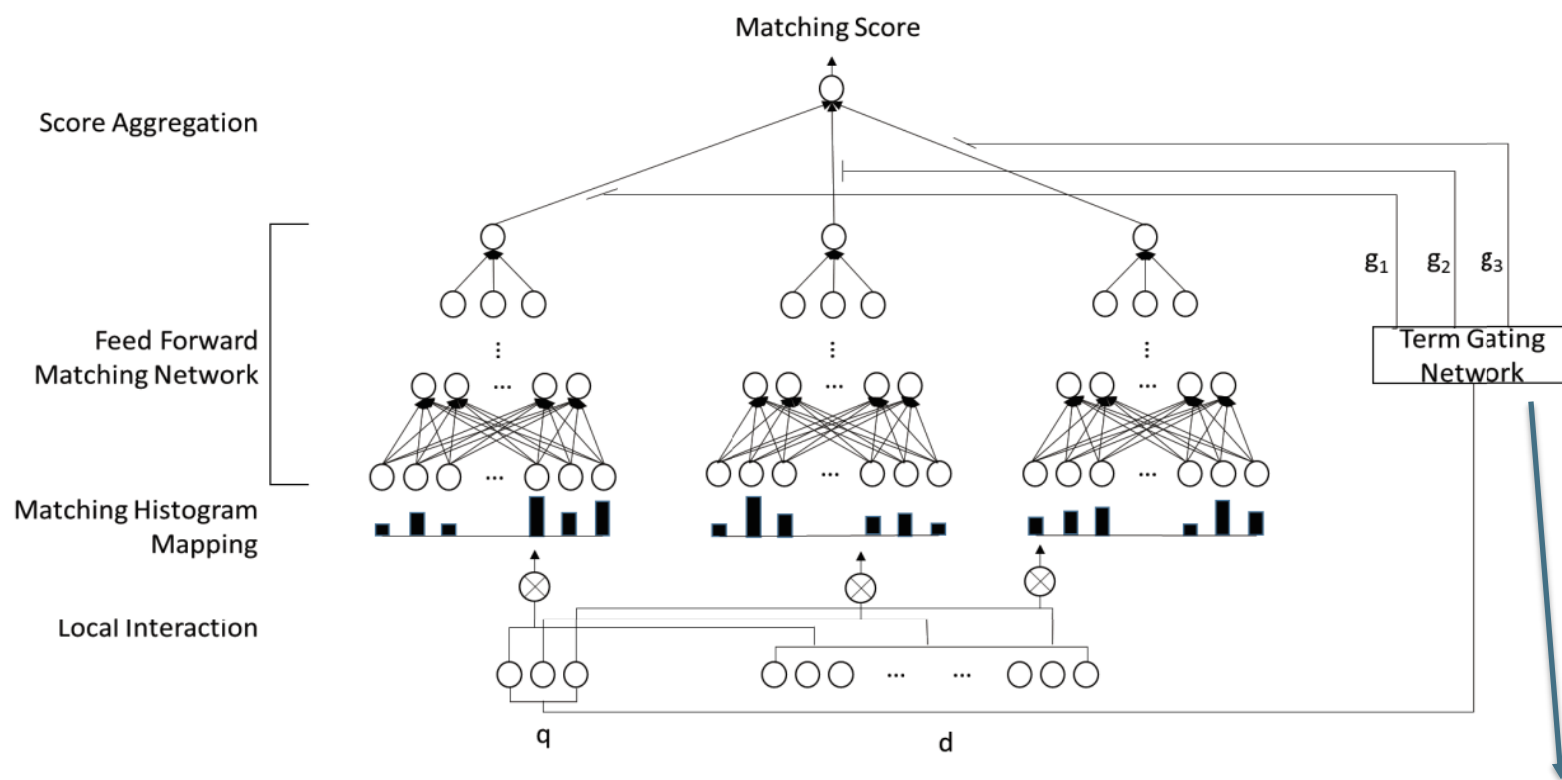 Matching Score
Score Aggregation
g₁
g₂
g₃
Feed Forward
Matching Network
Term Gating
Network
...
...
...
Matching Histogram
Mapping
Local Interaction
...
...
q
d